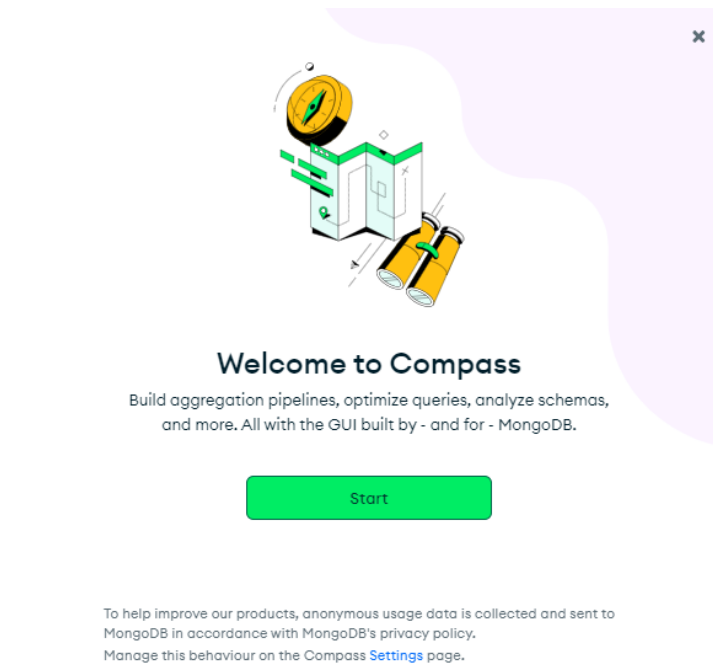 Welcome to Compass
Build aggregation pipelines, optimize queries, analyze schemas,
and more. All with the GUI built by - and for - MongoDB.
Start
To help improve our products, anonymous usage data is collected and sent to
MongoDB in accordance with MongoDB's privacy policy.
Manage this behaviour on the Compass Settings page.